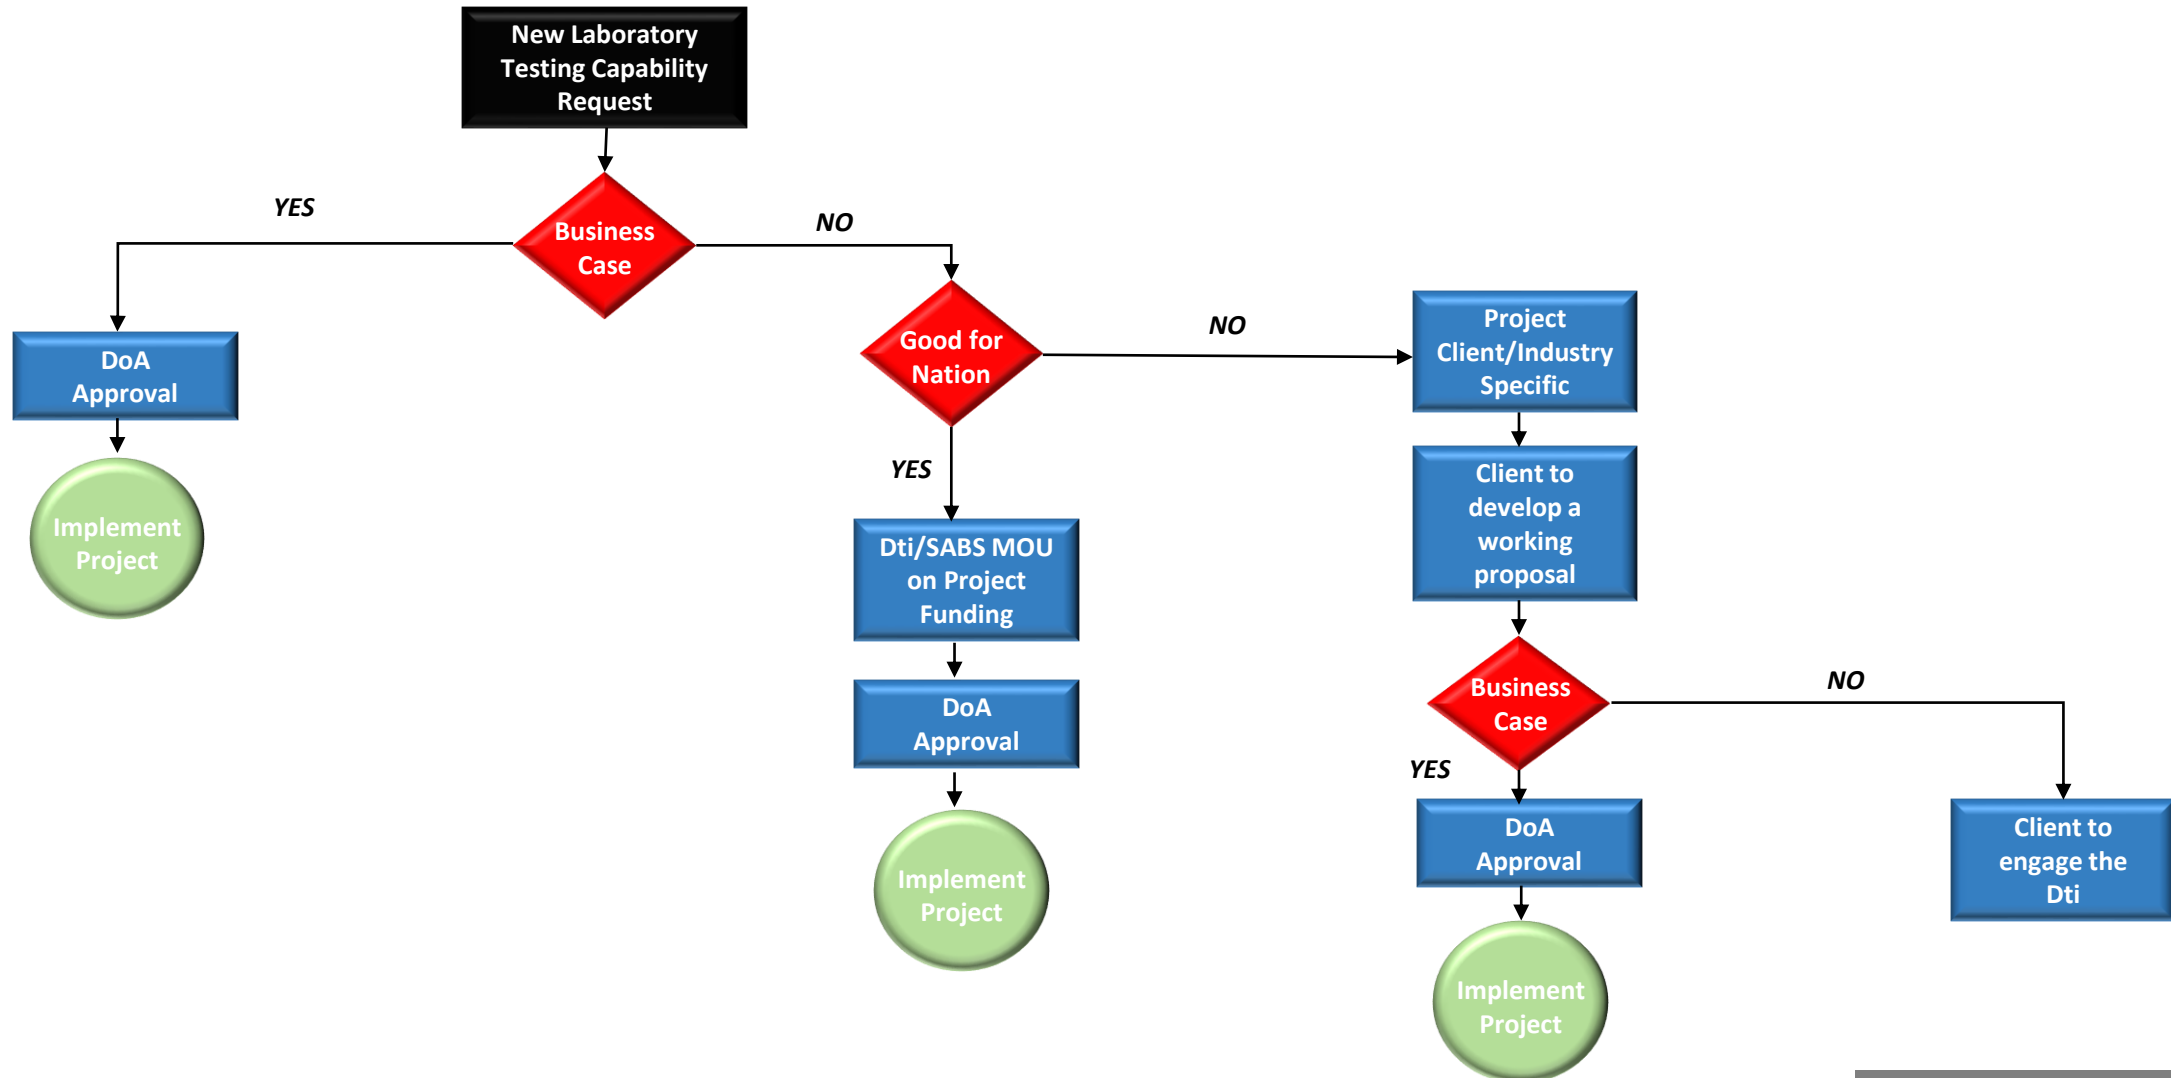 New Laboratory
Testing Capability
Request
YES
Business
Case
NO
DoA
Approval
Implement
Project
Good for
Nation
NO
YES
Dti/SABS MOU
on Project
Funding
DoA
Approval
Implement
Project
Project
Client/Industry
Specific
Client to
develop a
working
proposal
Business
Case
NO
YES
DoA
Approval
Implement
Project
Client to
engage the
Dti